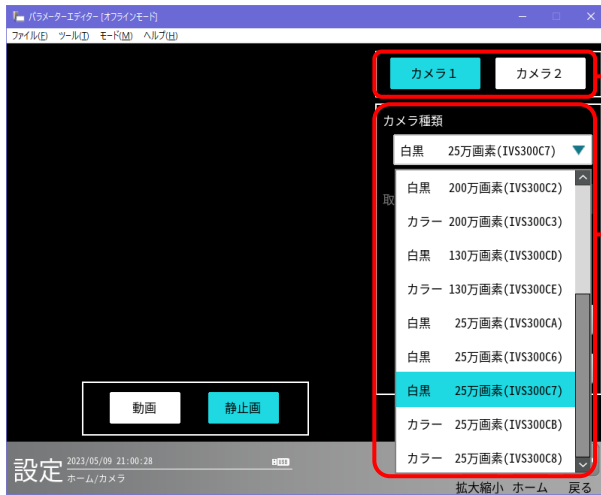 パラメーターエディター [オフラインモード]
ファイル(F) ツール(T) モード(M) ヘルプ(H)
カメラ1 カメラ2
カメラ種類
白黒 25万画素(IVS300C7)
取
白黒 200万画素(IVS300C2)
カラー 200万画素(IVS300C3)
白黒 130万画素(IVS300CD)
カラー 130万画素(IVS300CE)
白黒 25万画素(IVS300CA)
白黒 25万画素(IVS300C6)
白黒 25万画素(IVS300C7)
カラー 25万画素(IVS300CB)
カラー 25万画素(IVS300C8)
動画 静止画
設定 2023/05/09 21:00:28
ホーム/カメラ
拡大縮小 ホーム 戻る